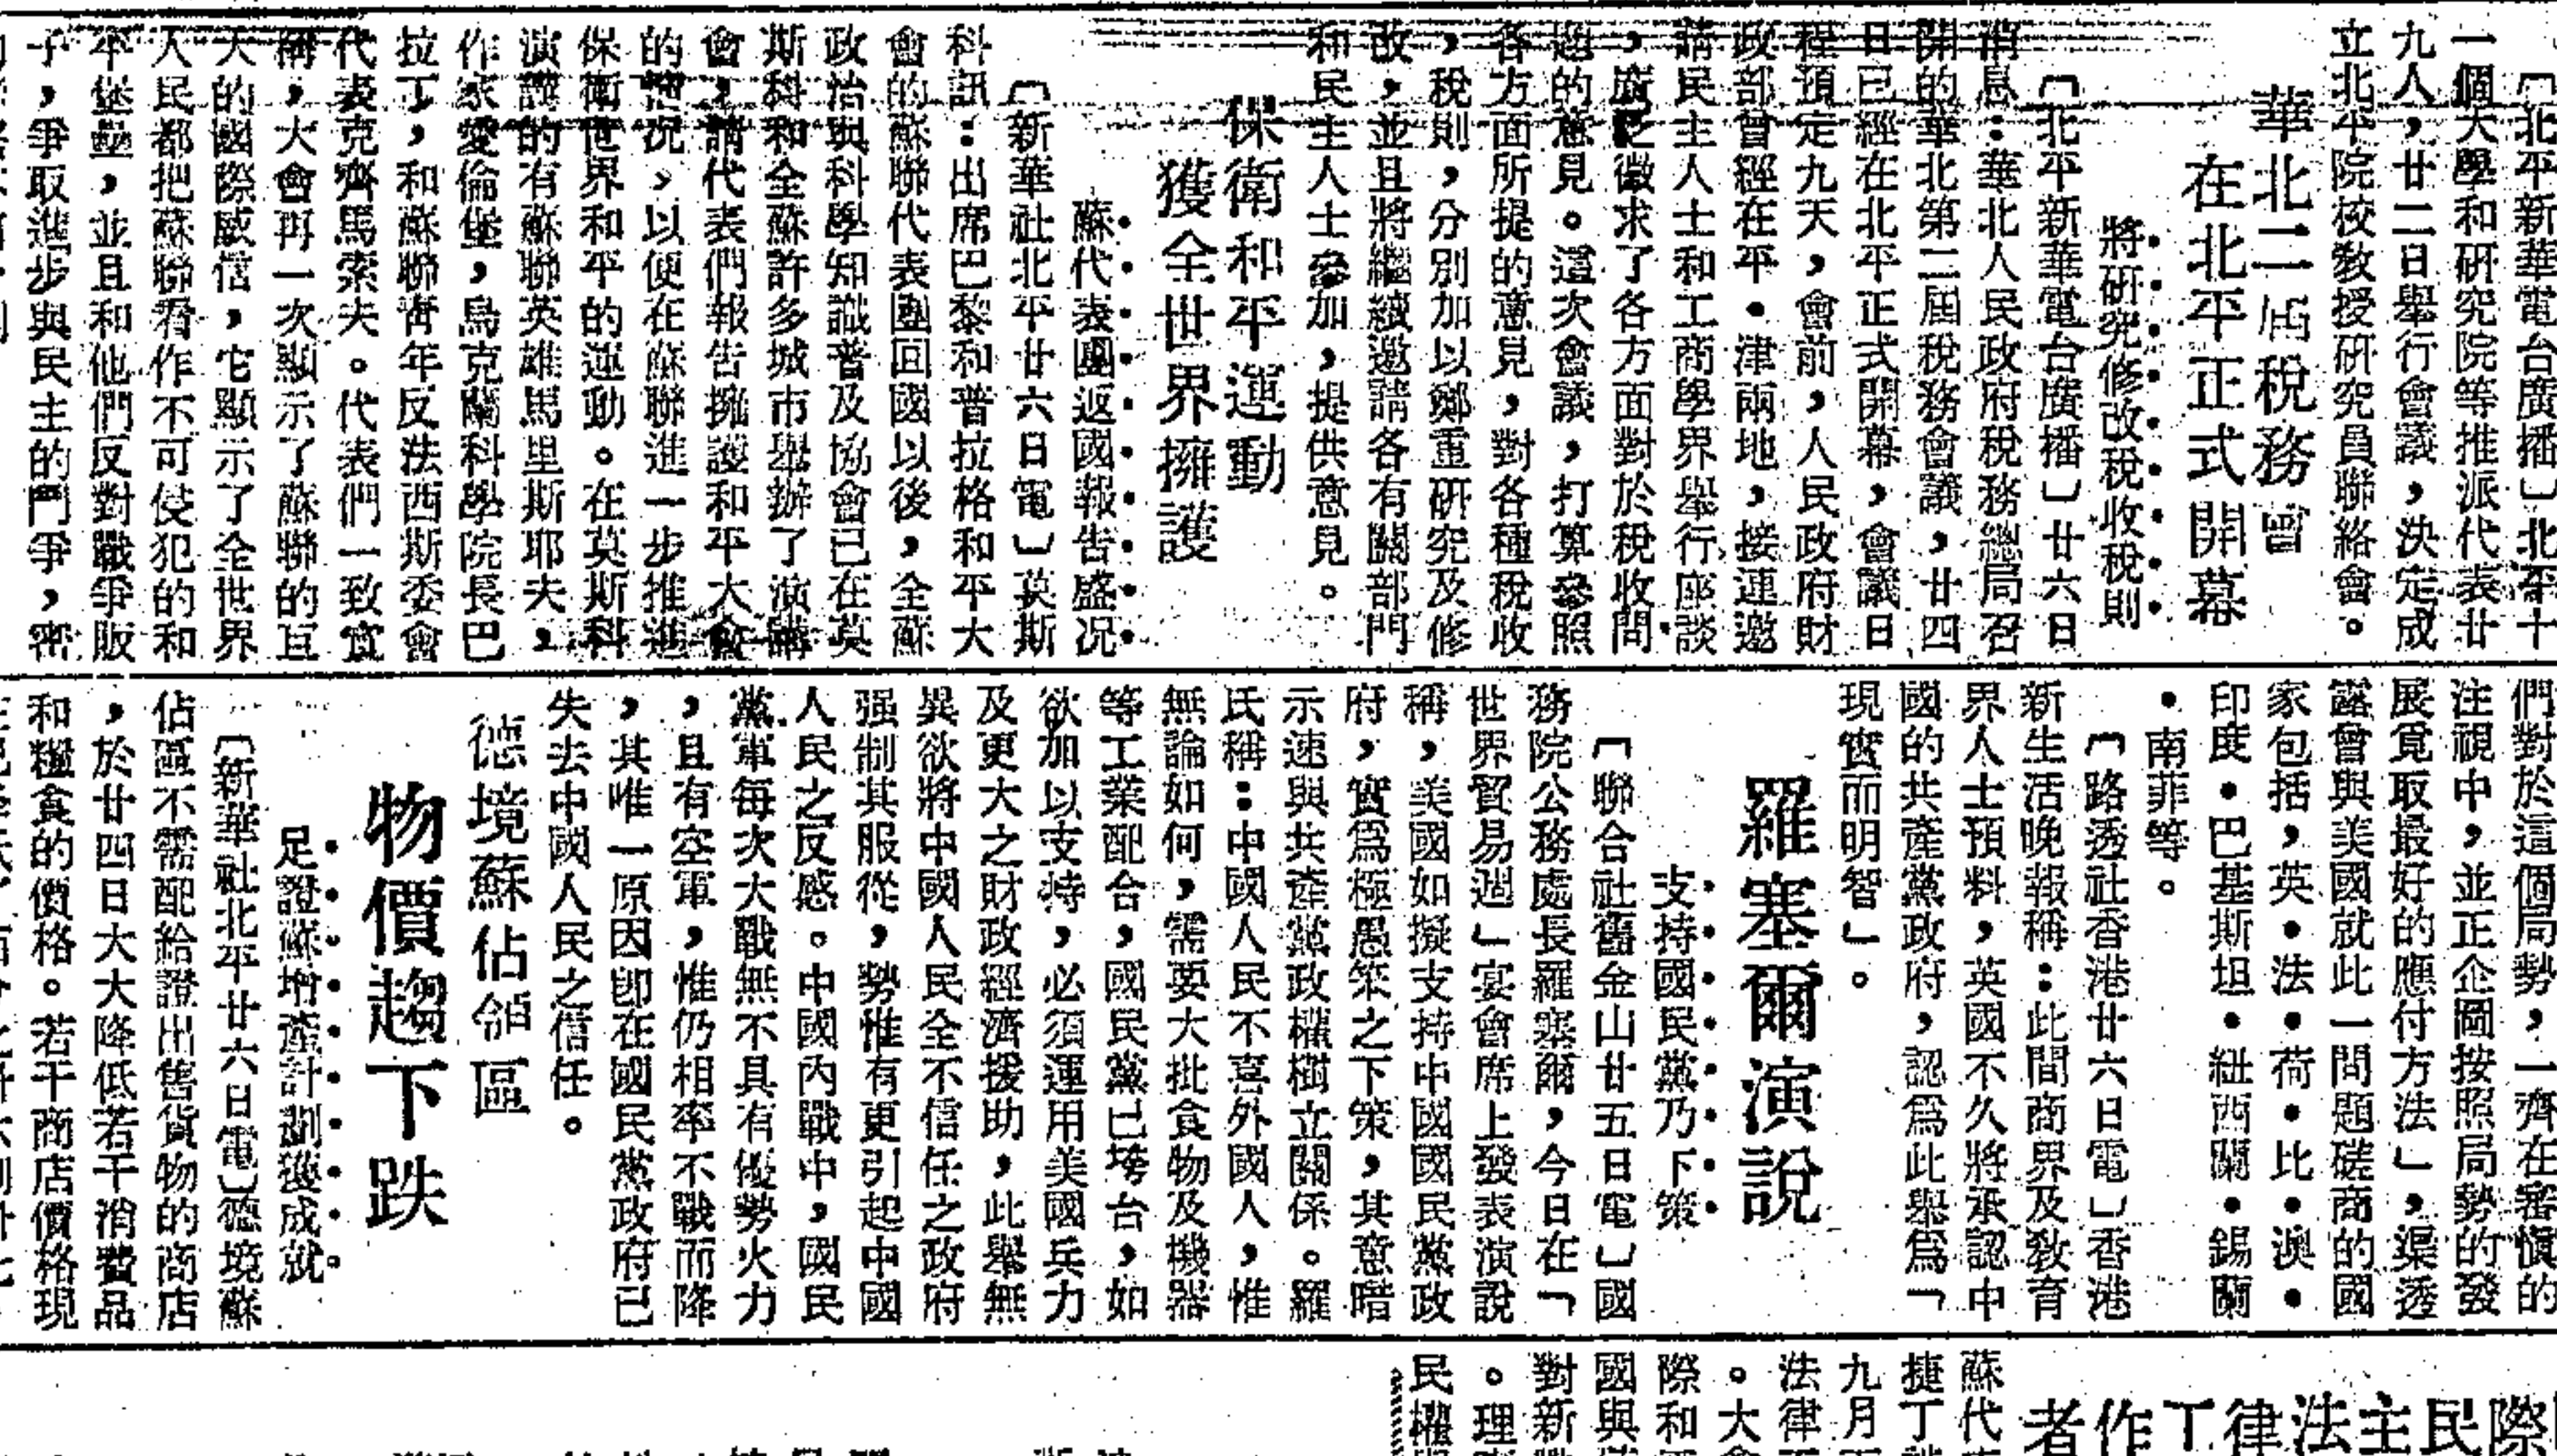 〔北平新華電台廣播〕北平十
一個大學和研究院等推派代表廿
九人，廿二日舉行會議，決定成
立北平院校敎授研究員聯絡會。
華北二屆稅務會
在北平正式開幕
將研究修改稅收稅則
〔北平新華電台廣播〕廿六日
消息：華北人民政府稅務總局召
開的華北第二屆稅務會議，廿四
日已經在北平正式開幕，會議日
程預定九天，會前，人民政府財
政部曾經在平・津兩地，接連邀
請民主人士和工商學界舉行座談
，廣泛徵求了各方面對於稅收問
題的意見。這次會議，打算參照
各方面所提的意見，對各種稅收
，稅則，分別加以鄭重研究及修
改，並且將繼續邀請各有關部門
和民主人士參加，提供意見。
保衛和平運動
獲全世界擁護
蘇代表團返國報告盛況
〔新華社北平廿六日電〕莫斯
科訊：出席巴黎和普拉格和平大
會的蘇聯代表團回國以後，全蘇
政治與科學知識普及協會已在莫
斯科和全蘇許多城市舉辦了演講
會，請代表們報告擁護和平大會
的情況，以便在蘇聯進一步推進
保衛世界和平的運動。在莫斯科
演講的有蘇聯英雄馬里斯耶夫，
作家愛倫堡，烏克蘭科學院長巴
拉丁，和蘇聯靑年反法西斯委會
代表克齊馬索夫。代表們一致宣
稱，大會再一次顯示了蘇聯的巨
大的國際威信，它顯示了全世界
人民都把蘇聯看作不可侵犯的和
平堡壘，並且和他們反對戰爭販
子，爭取進步與民主的鬥爭，密
們對於這個局勢，一齊在審愼的
注視中，並正企圖按照局勢的發
展覓取最好的應付方法」，渠透
露曾與美國就此一問題磋商的國
家包括，英・法・荷・比・澳・
印度・巴基斯坦・紐西蘭・錫蘭
・南菲等。
〔路透社香港廿六日電〕香港
新生活晚報稱：此間商界及敎育
界人士預料，英國不久將承認中
國的共產黨政府，認爲此舉爲「
現實而明智」。
羅塞爾演說
支持國民黨乃下策
〔聯合社舊金山廿五日電〕國
務院公務處長羅塞爾，今日在「
世界貿易週」宴會席上發表演說
稱，美國如擬支持中國國民黨政
府，實爲極愚笨之下策，其意暗
示速與共產黨政權樹立關係。羅
氏稱：中國人民不喜外國人，惟
無論如何，需要大批食物及機器
等工業配合，國民黨已垮台，如
欲加以支持，必須運用美國兵力
及更大之財政經濟援助，此舉無
異欲將中國人民全不信任之政府
强制其服從，勢惟有更引起中國
人民之反感。中國內戰中，國民
黨軍每次大戰無不具有優勢火力
，且有空軍，惟仍相率不戰而降
，其唯一原因卽在國民黨政府已
失去中國人民之信任。
德境蘇佔領區
物價趨下跌
足證蘇增產計劃獲成就
〔新華社北平廿六日電〕德境蘇
佔區不需配給證出售貨物的商店
，於廿四日大大降低若干消費品
和糧食的價格。若干商店價格現
際民主法律工作者
蘇代
捷丁
九月
法律
。大會
際和
國與
對新
。理
民權